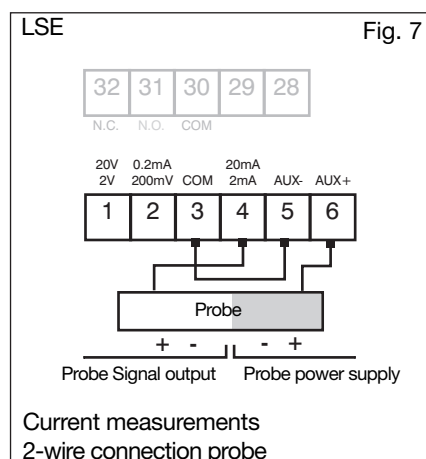 LSE Fig. 7
32 31 30 29 28
N.C. N.O. COM
20V 0.2mA 20mA
2V 200mV COM 2mA AUX- AUX+
1 2 3 4 5 6
Probe
+ - - +
Probe Signal output Probe power supply
Current measurements
2-wire connection probe